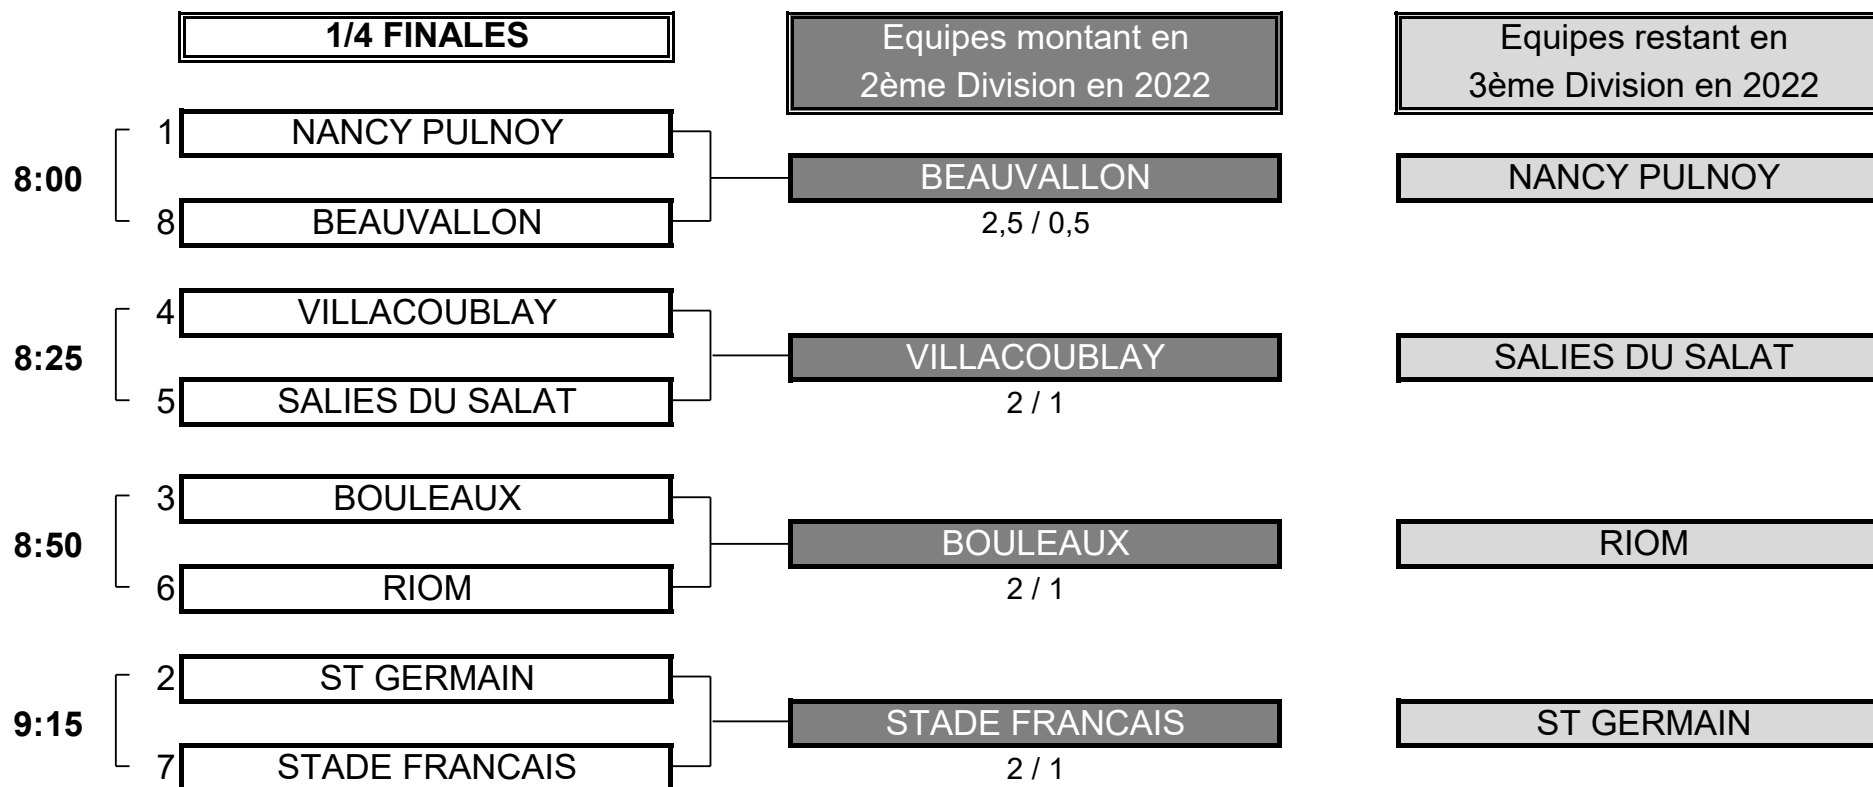 1/4 FINALES
Equipes montant en
2ème Division en 2022
Equipes restant en
3ème Division en 2022
8:00
1 NANCY PULNOY
8 BEAUVALLON
BEAUVALLON
2,5 / 0,5
NANCY PULNOY
8:25
4 VILLACOUBLAY
5 SALIES DU SALAT
VILLACOUBLAY
2 / 1
SALIES DU SALAT
8:50
3 BOULEAUX
6 RIOM
BOULEAUX
2 / 1
RIOM
9:15
2 ST GERMAIN
7 STADE FRANCAIS
STADE FRANCAIS
2 / 1
ST GERMAIN